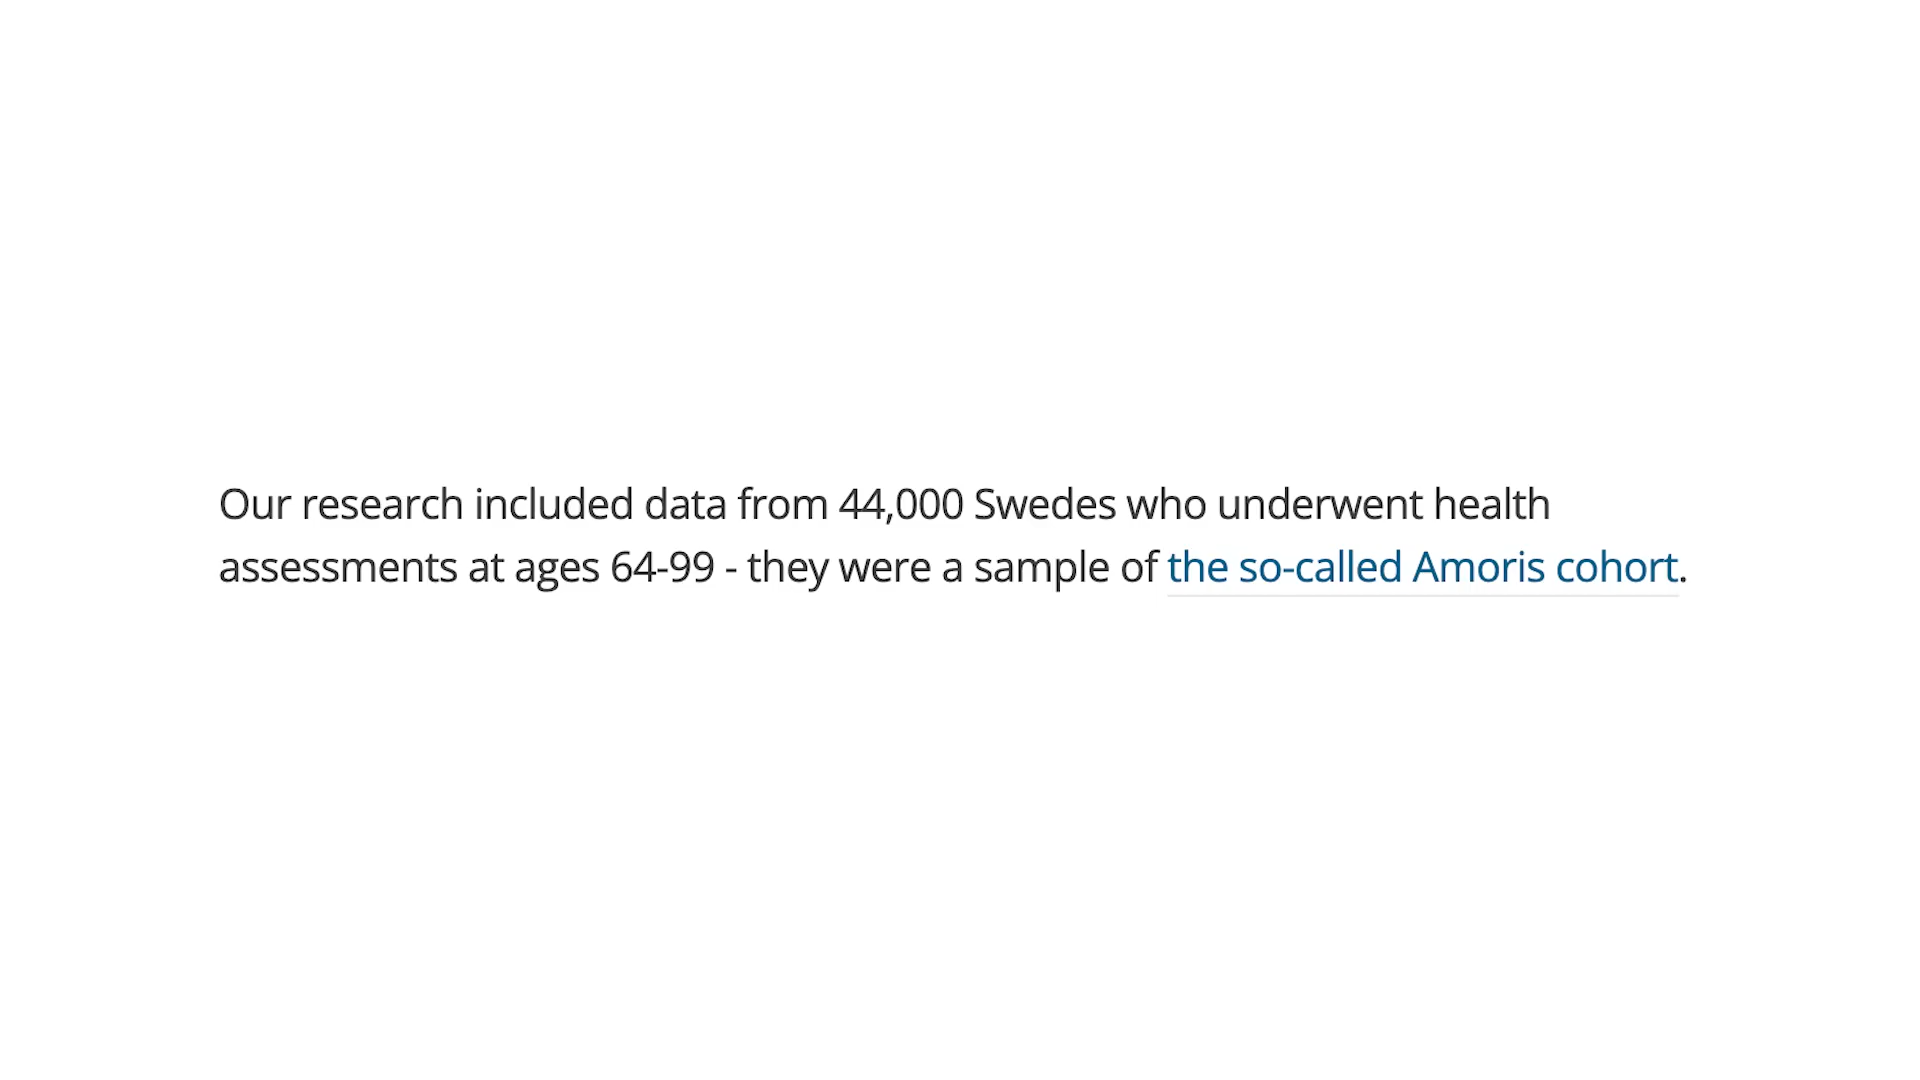 Our research included data from 44,000 Swedes who underwent health
assessments at ages 64-99 - they were a sample of the so-called Amoris cohort.